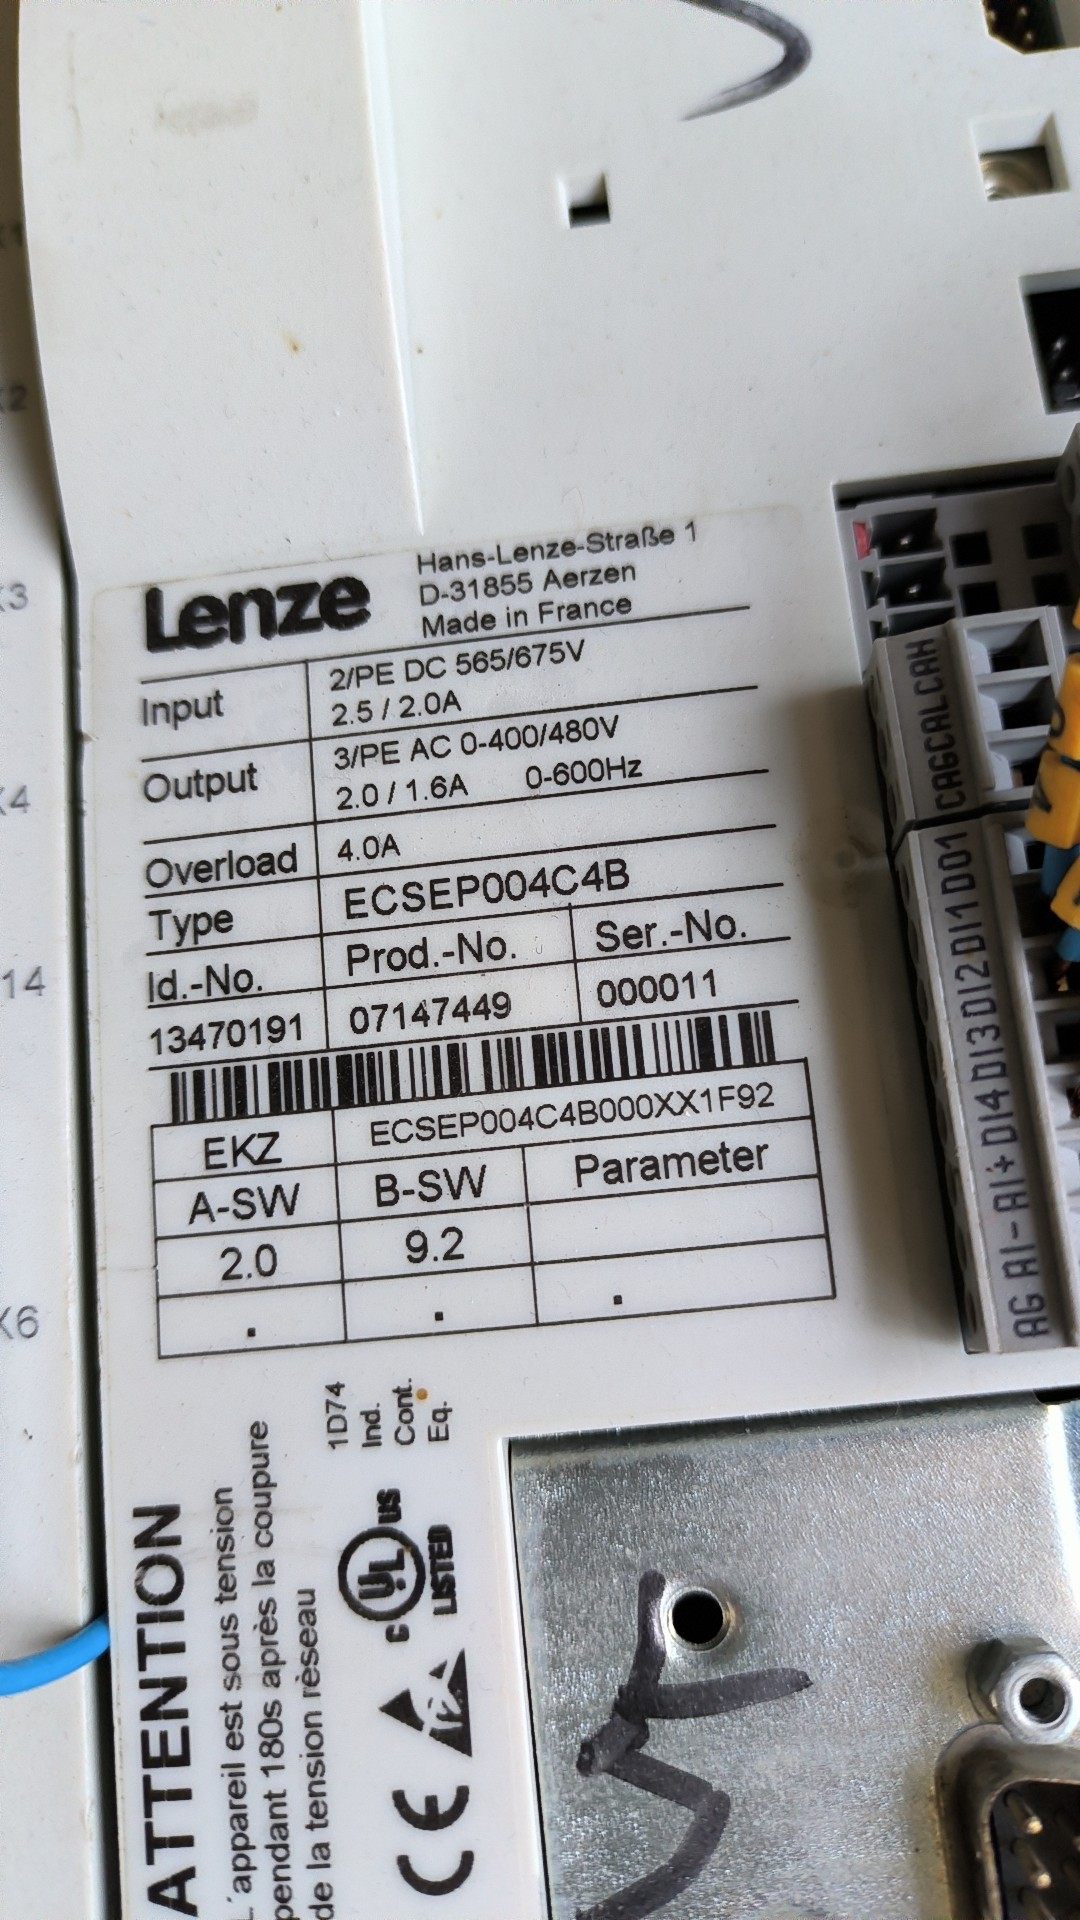 Lenze
Hans-Lenze-Straße 1
D-31855 Aerzen
Made in France
Input
2/PE DC 565/675V
2.5 / 2.0A
Output
3/PE AC 0-400/480V
2.0 / 1.6A 0-600Hz
Overload 4.0A
Type ECSEP004C4B
Id.-No. Prod.-No. Ser.-No.
13470191 07147449 000011
EKZ ECSEP004C4B000XX1F92
A-SW B-SW Parameter
2.0 9.2
. . .
1D74
Ind.
Cont.
Eq.
C UL US
LISTED
CE
ATTENTION
L'appareil est sous tension
pendant 180s après la coupure
de la tension réseau
CAG CAL CAH
AG AI- AI+ DI4 DI3 DI2 DI1 DO1
X3
X4
14
X6